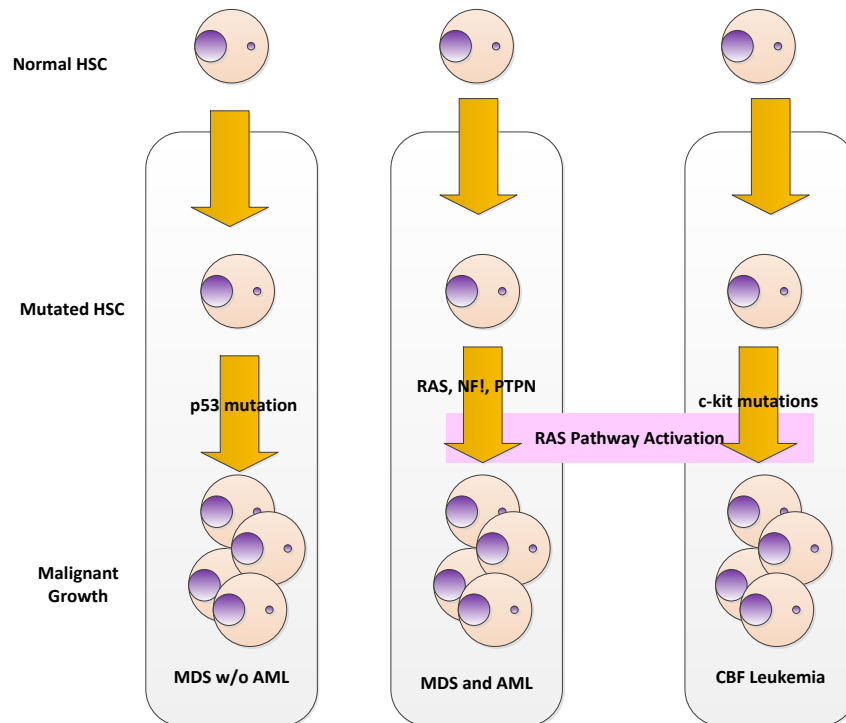 Normal HSC
Mutated HSC
p53 mutation
RAS, NF!, PTPN
c-kit mutations
RAS Pathway Activation
Malignant
Growth
MDS w/o AML
MDS and AML
CBF Leukemia